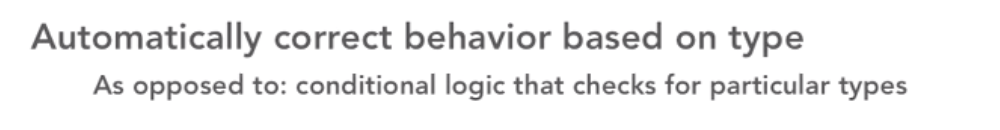 Automatically correct behavior based on type
As opposed to: conditional logic that checks for particular types